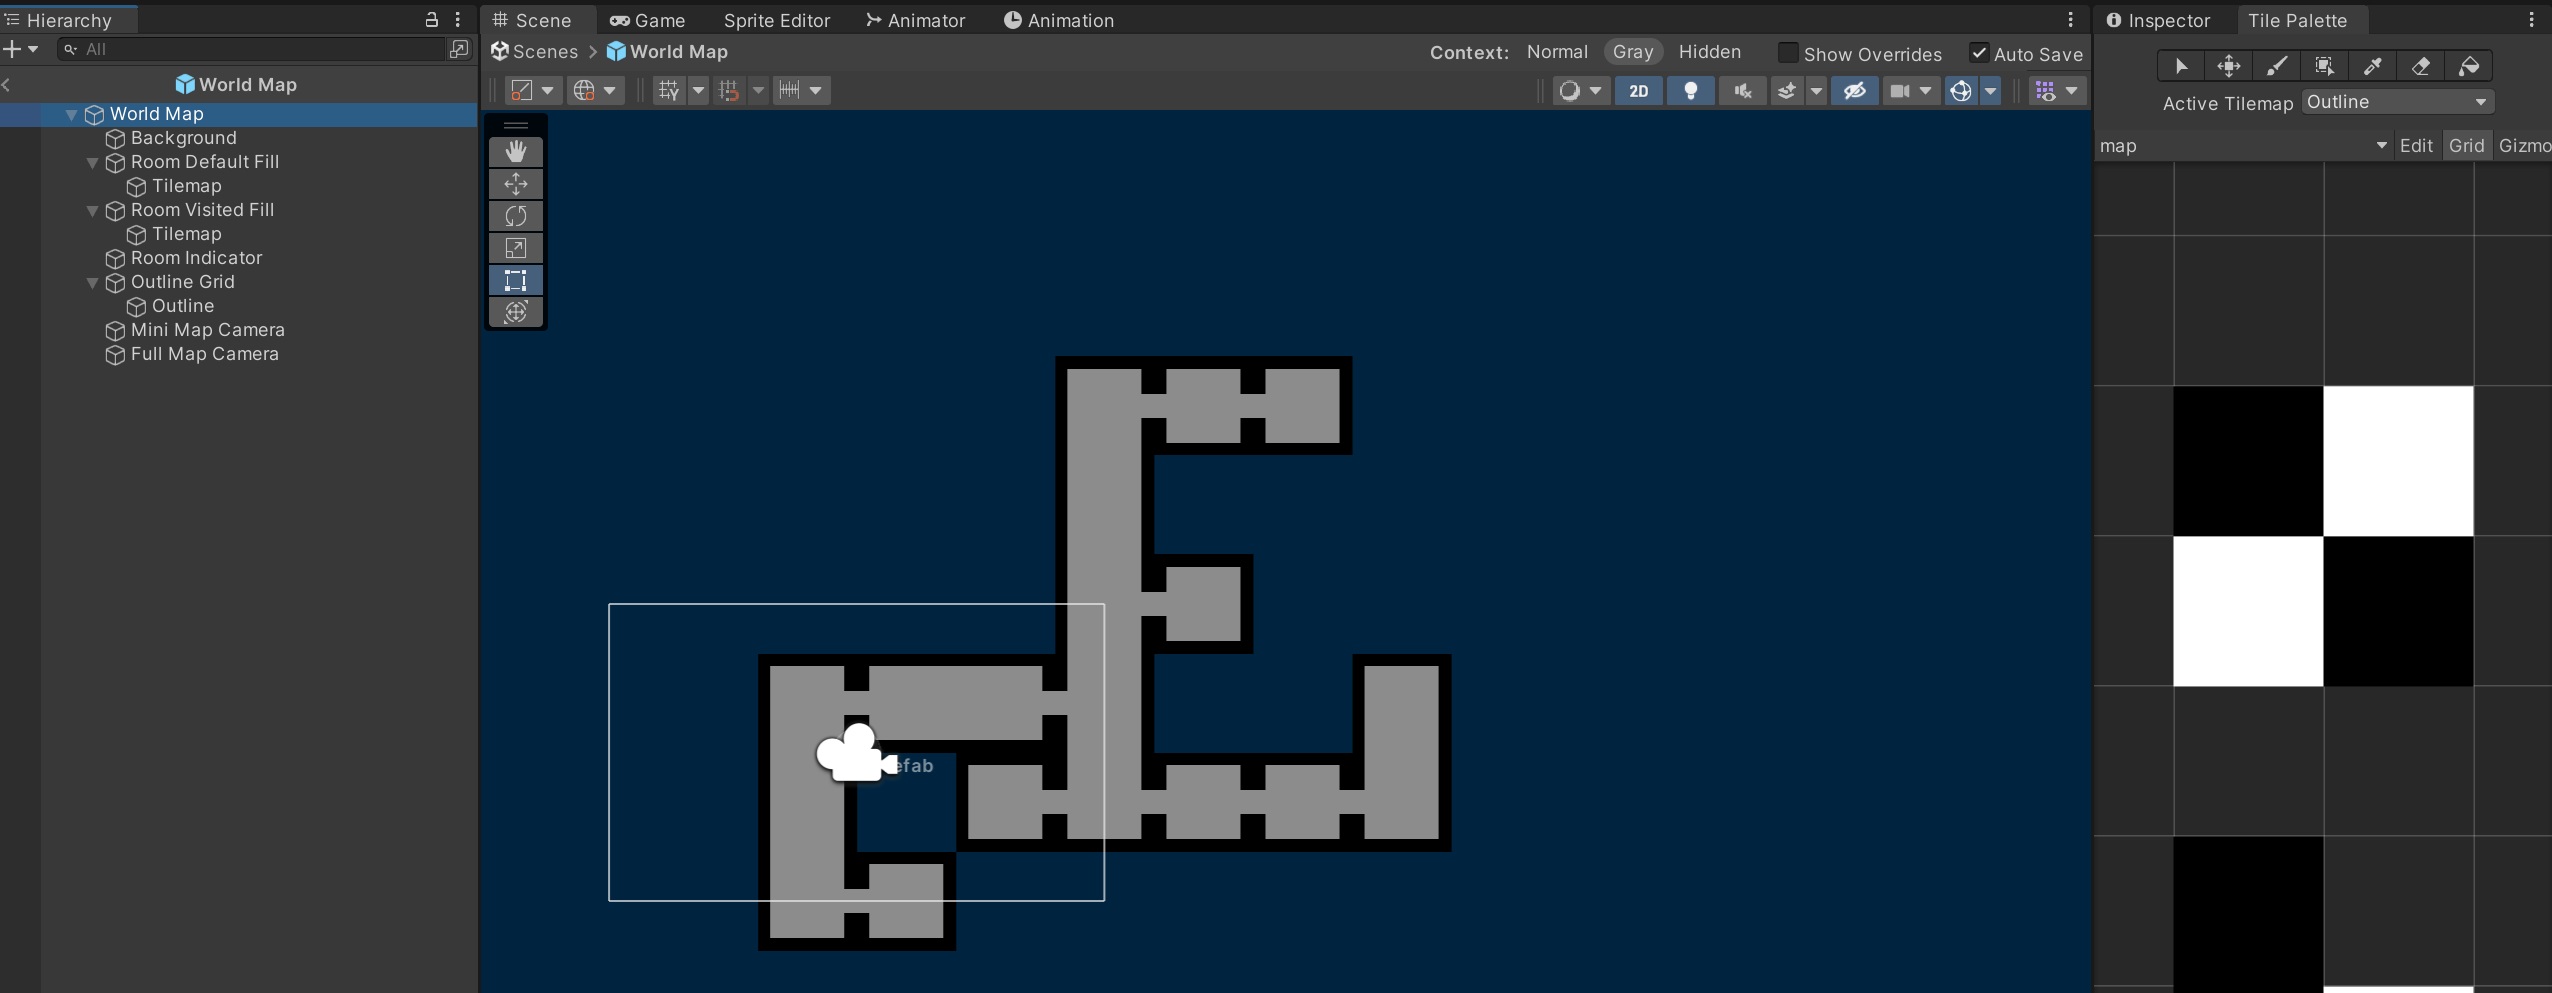 Hierarchy
All
World Map
World Map
Background
Room Default Fill
Tilemap
Room Visited Fill
Tilemap
Room Indicator
Outline Grid
Outline
Mini Map Camera
Full Map Camera
Scene Game Sprite Editor Animator Animation
Scenes World Map
Context: Normal Gray Hidden Show Overrides Auto Save
2D
efab
Inspector Tile Palette
Active Tilemap Outline
map Edit Grid Gizmo